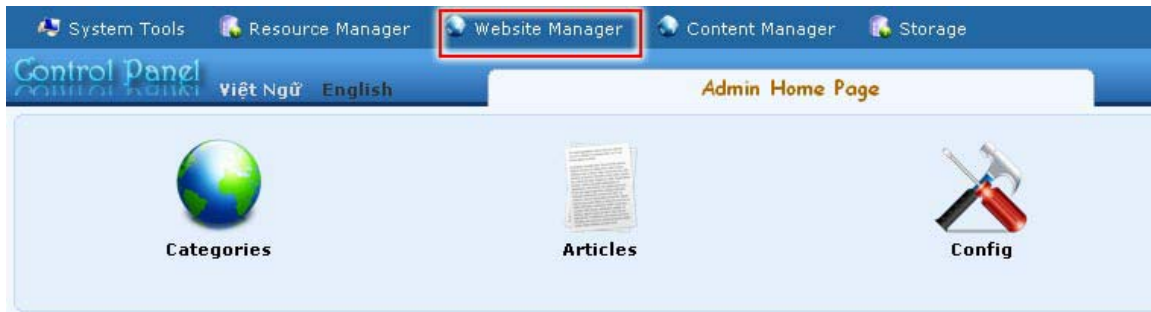 System Tools Resource Manager Website Manager Content Manager Storage
Control Panel Việt Ngữ English Admin Home Page
Categories Articles Config